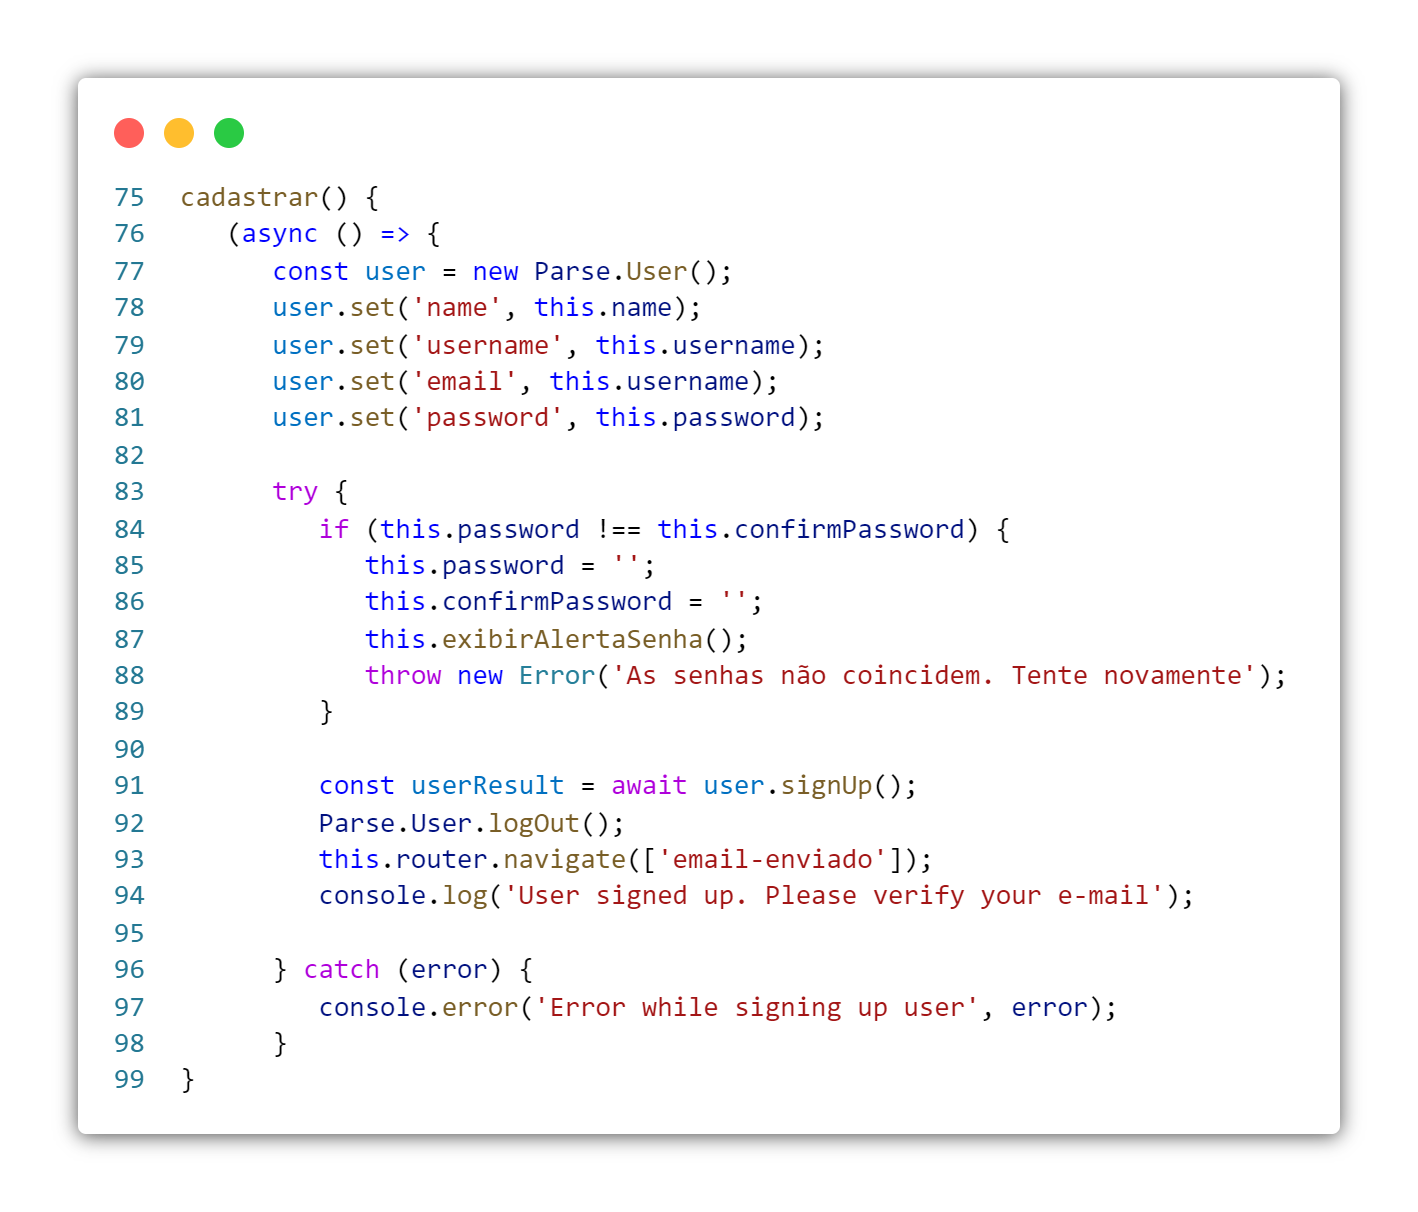 75 cadastrar() {
76    (async () => {
77       const user = new Parse.User();
78       user.set('name', this.name);
79       user.set('username', this.username);
80       user.set('email', this.username);
81       user.set('password', this.password);
82
83       try {
84          if (this.password !== this.confirmPassword) {
85             this.password = '';
86             this.confirmPassword = '';
87             this.exibirAlertaSenha();
88             throw new Error('As senhas não coincidem. Tente novamente');
89          }
90
91          const userResult = await user.signUp();
92          Parse.User.logOut();
93          this.router.navigate(['email-enviado']);
94          console.log('User signed up. Please verify your e-mail');
95
96       } catch (error) {
97          console.error('Error while signing up user', error);
98       }
99 }